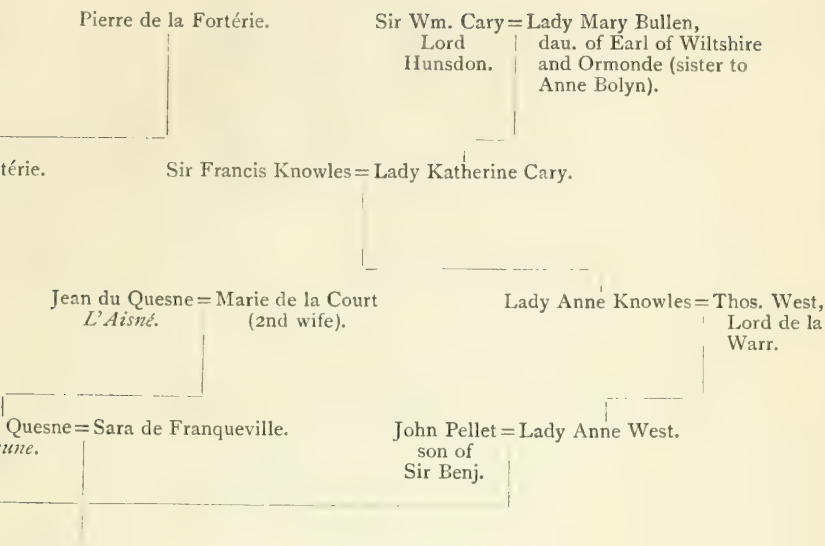 Pierre de la Fortérie.
Sir Wm. Cary = Lady Mary Bullen,
Lord dau. of Earl of Wiltshire
Hunsdon. and Ormonde (sister to
Anne Bolyn).
térie.
Sir Francis Knowles = Lady Katherine Cary.
Jean du Quesne = Marie de la Court
L'Aisné. (2nd wife).
Lady Anne Knowles = Thos. West,
Lord de la
Warr.
Quesne = Sara de Franqueville.
une.
John Pellet = Lady Anne West.
son of
Sir Benj.